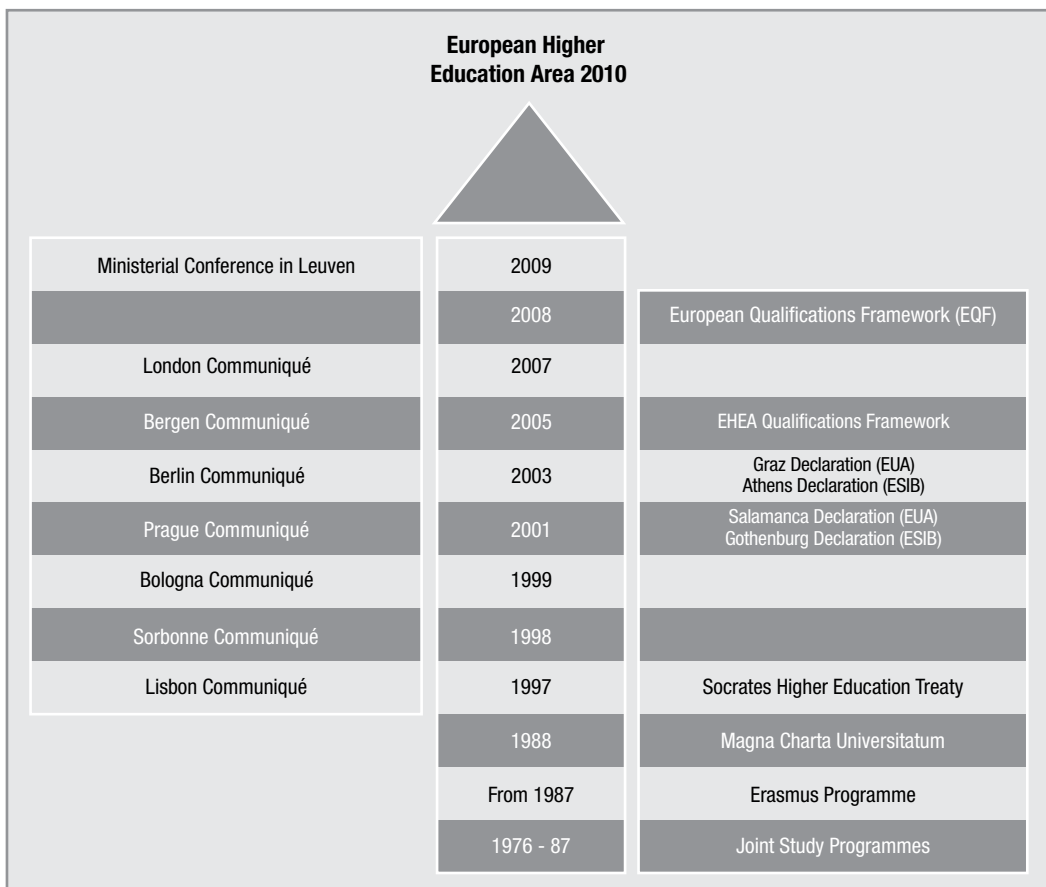 European Higher
Education Area 2010
Ministerial Conference in Leuven
2009
2008
European Qualifications Framework (EQF)
London Communiqué
2007
Bergen Communiqué
2005
EHEA Qualifications Framework
Berlin Communiqué
2003
Graz Declaration (EUA)
Athens Declaration (ESIB)
Prague Communiqué
2001
Salamanca Declaration (EUA)
Gothenburg Declaration (ESIB)
Bologna Communiqué
1999
Sorbonne Communiqué
1998
Lisbon Communiqué
1997
Socrates Higher Education Treaty
1988
Magna Charta Universitatum
From 1987
Erasmus Programme
1976 - 87
Joint Study Programmes